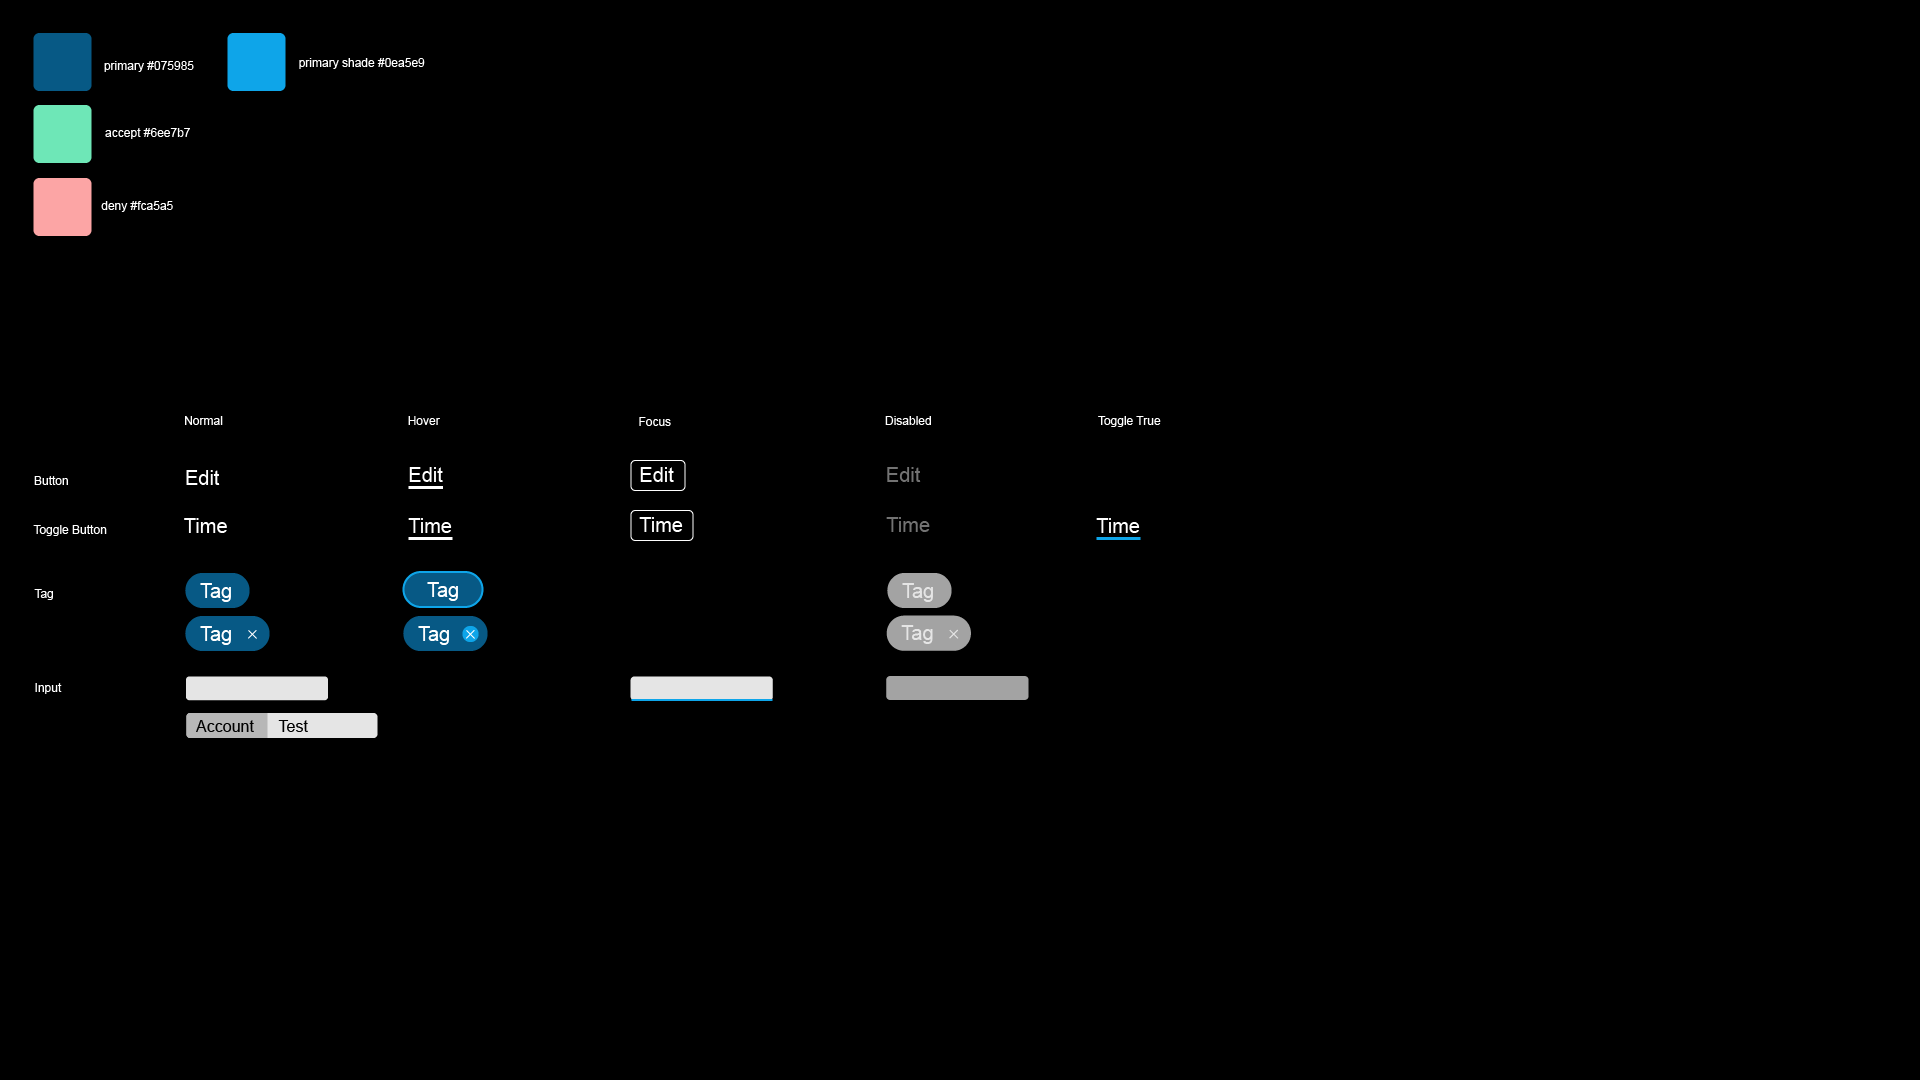 primary #075985
primary shade #0ea5e9
accept #6ee7b7
deny #fca5a5
Normal
Hover
Focus
Disabled
Toggle True
Button
Edit
Edit
Edit
Edit
Toggle Button
Time
Time
Time
Time
Time
Tag
Tag
Tag
Tag
Tag ×
Tag ×
Tag ×
Input
Account
Test